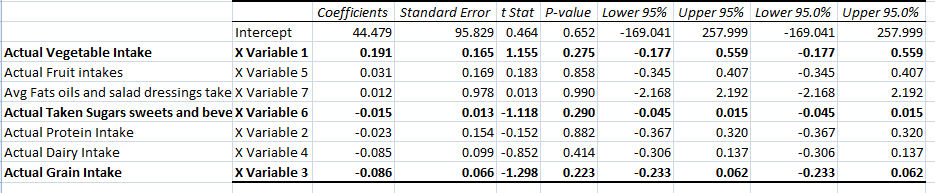 Coefficients Standard Error t Stat P-value Lower 95% Upper 95% Lower 95.0% Upper 95.0%
Intercept 44.479 95.829 0.464 0.652 -169.041 257.999 -169.041 257.999
Actual Vegetable Intake X Variable 1 0.191 0.165 1.155 0.275 -0.177 0.559 -0.177 0.559
Actual Fruit intakes X Variable 5 0.031 0.169 0.183 0.858 -0.345 0.407 -0.345 0.407
Avg Fats oils and salad dressings take X Variable 7 0.012 0.978 0.013 0.990 -2.168 2.192 -2.168 2.192
Actual Taken Sugars sweets and beve X Variable 6 -0.015 0.013 -1.118 0.290 -0.045 0.015 -0.045 0.015
Actual Protein Intake X Variable 2 -0.023 0.154 -0.152 0.882 -0.367 0.320 -0.367 0.320
Actual Dairy Intake X Variable 4 -0.085 0.099 -0.852 0.414 -0.306 0.137 -0.306 0.137
Actual Grain Intake X Variable 3 -0.086 0.066 -1.298 0.223 -0.233 0.062 -0.233 0.062